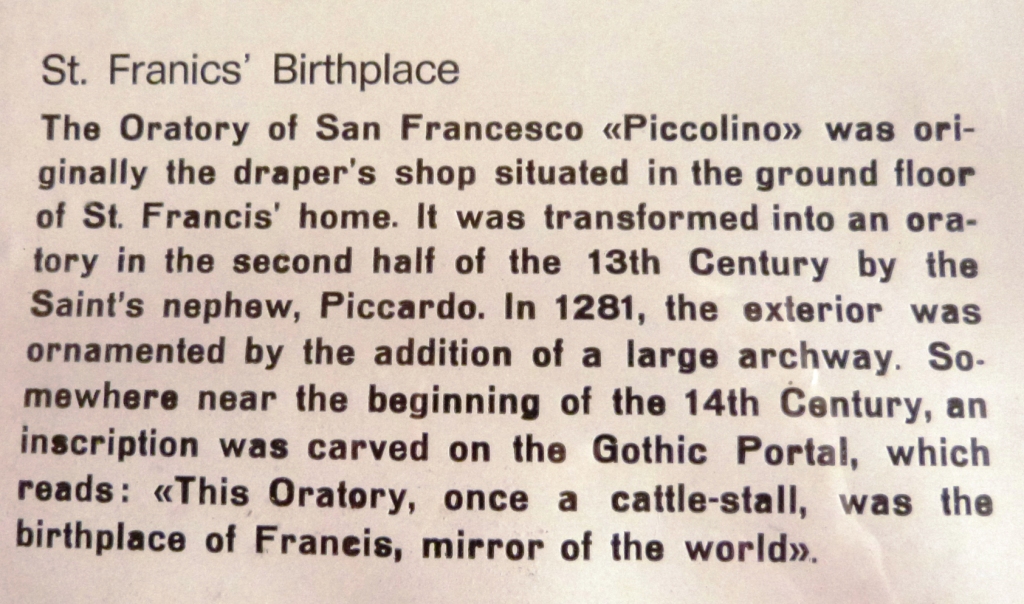 St. Franics' Birthplace
The Oratory of San Francesco «Piccolino» was ori-
ginally the draper's shop situated in the ground floor
of St. Francis' home. It was transformed into an ora-
tory in the second half of the 13th Century by the
Saint's nephew, Piccardo. In 1281, the exterior was
ornamented by the addition of a large archway. So-
mewhere near the beginning of the 14th Century, an
inscription was carved on the Gothic Portal, which
reads: «This Oratory, once a cattle-stall, was the
birthplace of Francis, mirror of the world».